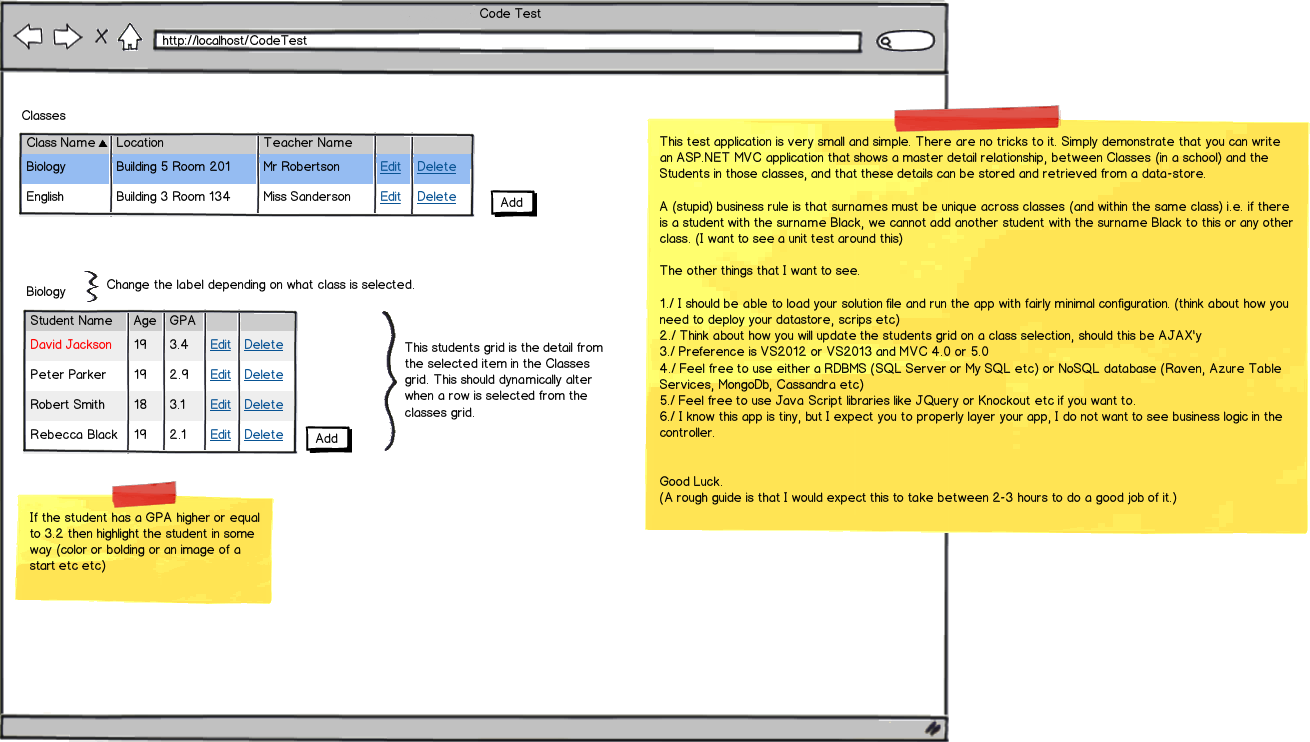 Code Test
http://localhost/CodeTest
Classes
Class Name Location Teacher Name
Biology Building 5 Room 201 Mr Robertson Edit Delete
English Building 3 Room 134 Miss Sanderson Edit Delete
Add
Biology
Change the label depending on what class is selected.
Student Name Age GPA
David Jackson 19 3.4 Edit Delete
Peter Parker 19 2.9 Edit Delete
Robert Smith 18 3.1 Edit Delete
Rebecca Black 19 2.1 Edit Delete
Add
This students grid is the detail from
the selected item in the Classes
grid. This should dynamically alter
when a row is selected from the
classes grid.
If the student has a GPA higher or equal
to 3.2 then highlight the student in some
way (color or bolding or an image of a
start etc etc)
This test application is very small and simple. There are no tricks to it. Simply demonstrate that you can write
an ASP.NET MVC application that shows a master detail relationship, between Classes (in a school) and the
Students in those classes, and that these details can be stored and retrieved from a data-store.
A (stupid) business rule is that surnames must be unique across classes (and within the same class) i.e. if there
is a student with the surname Black, we cannot add another student with the surname Black to this or any other
class. (I want to see a unit test around this)
The other things that I want to see.
1./ I should be able to load your solution file and run the app with fairly minimal configuration. (think about how you
need to deploy your datastore, scrips etc)
2./ Think about how you will update the students grid on a class selection, should this be AJAX'y
3./ Preference is VS2012 or VS2013 and MVC 4.0 or 5.0
4./ Feel free to use either a RDBMS (SQL Server or My SQL etc) or NoSQL database (Raven, Azure Table
Services, MongoDb, Cassandra etc)
5./ Feel free to use Java Script libraries like JQuery or Knockout etc if you want to.
6./ I know this app is tiny, but I expect you to properly layer your app, I do not want to see business logic in the
controller.
Good Luck.
(A rough guide is that I would expect this to take between 2-3 hours to do a good job of it.)